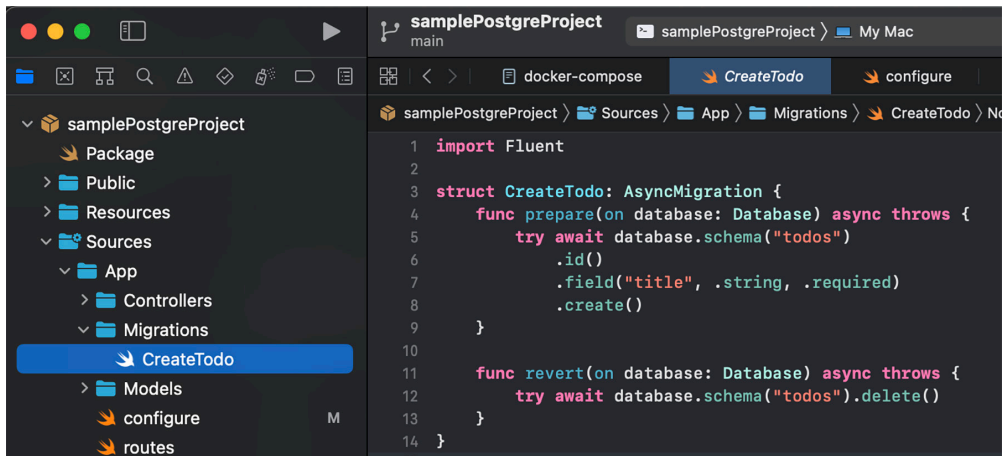 samplePostgreProject
main
samplePostgreProject 〉 My Mac
docker-compose
CreateTodo
configure
samplePostgreProject 〉 Sources 〉 App 〉 Migrations 〉 CreateTodo 〉 No
samplePostgreProject
Package
Public
Resources
Sources
App
Controllers
Migrations
CreateTodo
Models
configure M
routes
1 import Fluent
2
3 struct CreateTodo: AsyncMigration {
4     func prepare(on database: Database) async throws {
5         try await database.schema("todos")
6             .id()
7             .field("title", .string, .required)
8             .create()
9     }
10
11     func revert(on database: Database) async throws {
12         try await database.schema("todos").delete()
13     }
14 }